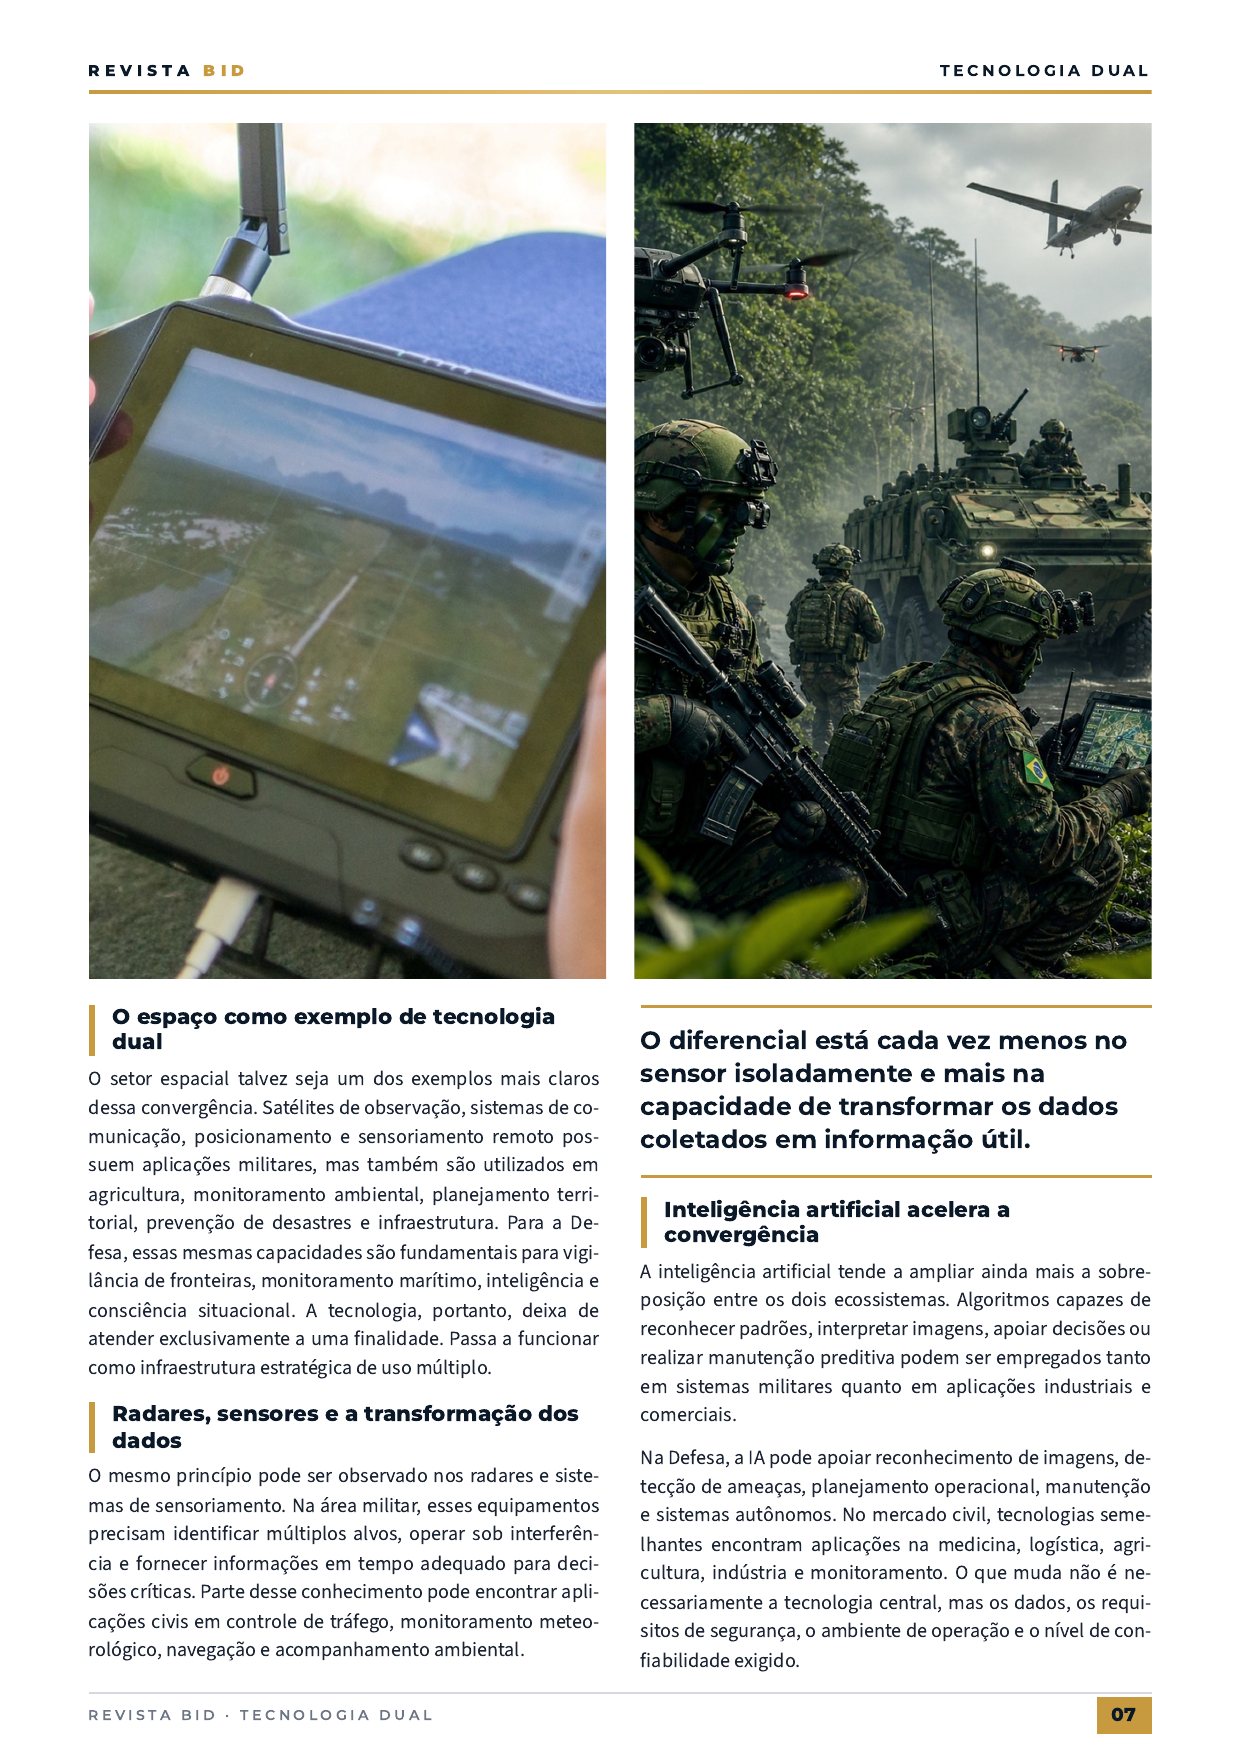 REVISTA BID
TECNOLOGIA DUAL
O espaço como exemplo de tecnologia
dual
O setor espacial talvez seja um dos exemplos mais claros
dessa convergência. Satélites de observação, sistemas de co-
municação, posicionamento e sensoriamento remoto pos-
suem aplicações militares, mas também são utilizados em
agricultura, monitoramento ambiental, planejamento terri-
torial, prevenção de desastres e infraestrutura. Para a De-
fesa, essas mesmas capacidades são fundamentais para vigi-
lância de fronteiras, monitoramento marítimo, inteligência e
consciência situacional. A tecnologia, portanto, deixa de
atender exclusivamente a uma finalidade. Passa a funcionar
como infraestrutura estratégica de uso múltiplo.
Radares, sensores e a transformação dos
dados
O mesmo princípio pode ser observado nos radares e siste-
mas de sensoriamento. Na área militar, esses equipamentos
precisam identificar múltiplos alvos, operar sob interferên-
cia e fornecer informações em tempo adequado para deci-
sões críticas. Parte desse conhecimento pode encontrar apli-
cações civis em controle de tráfego, monitoramento meteo-
rológico, navegação e acompanhamento ambiental.
O diferencial está cada vez menos no
sensor isoladamente e mais na
capacidade de transformar os dados
coletados em informação útil.
Inteligência artificial acelera a
convergência
A inteligência artificial tende a ampliar ainda mais a sobre-
posição entre os dois ecossistemas. Algoritmos capazes de
reconhecer padrões, interpretar imagens, apoiar decisões ou
realizar manutenção preditiva podem ser empregados tanto
em sistemas militares quanto em aplicações industriais e
comerciais.
Na Defesa, a IA pode apoiar reconhecimento de imagens, de-
tecção de ameaças, planejamento operacional, manutenção
e sistemas autônomos. No mercado civil, tecnologias seme-
lhantes encontram aplicações na medicina, logística, agri-
cultura, indústria e monitoramento. O que muda não é ne-
cessariamente a tecnologia central, mas os dados, os requi-
sitos de segurança, o ambiente de operação e o nível de con-
fiabilidade exigido.
REVISTA BID · TECNOLOGIA DUAL
07